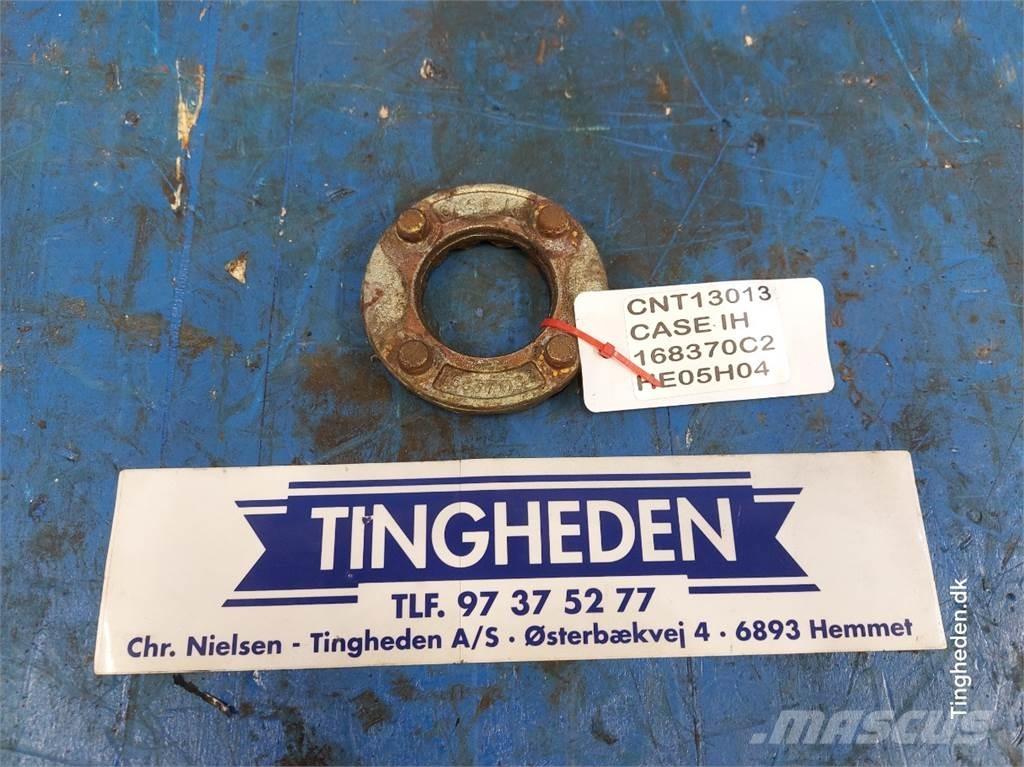 CNT13013
CASE IH
168370C2
HE05H04
TINGHEDEN
TLF. 97 37 52 77
Chr. Nielsen - Tingheden A/S · Østerbækvej 4 · 6893 Hemmet
Tingheden.dk
MASCUS